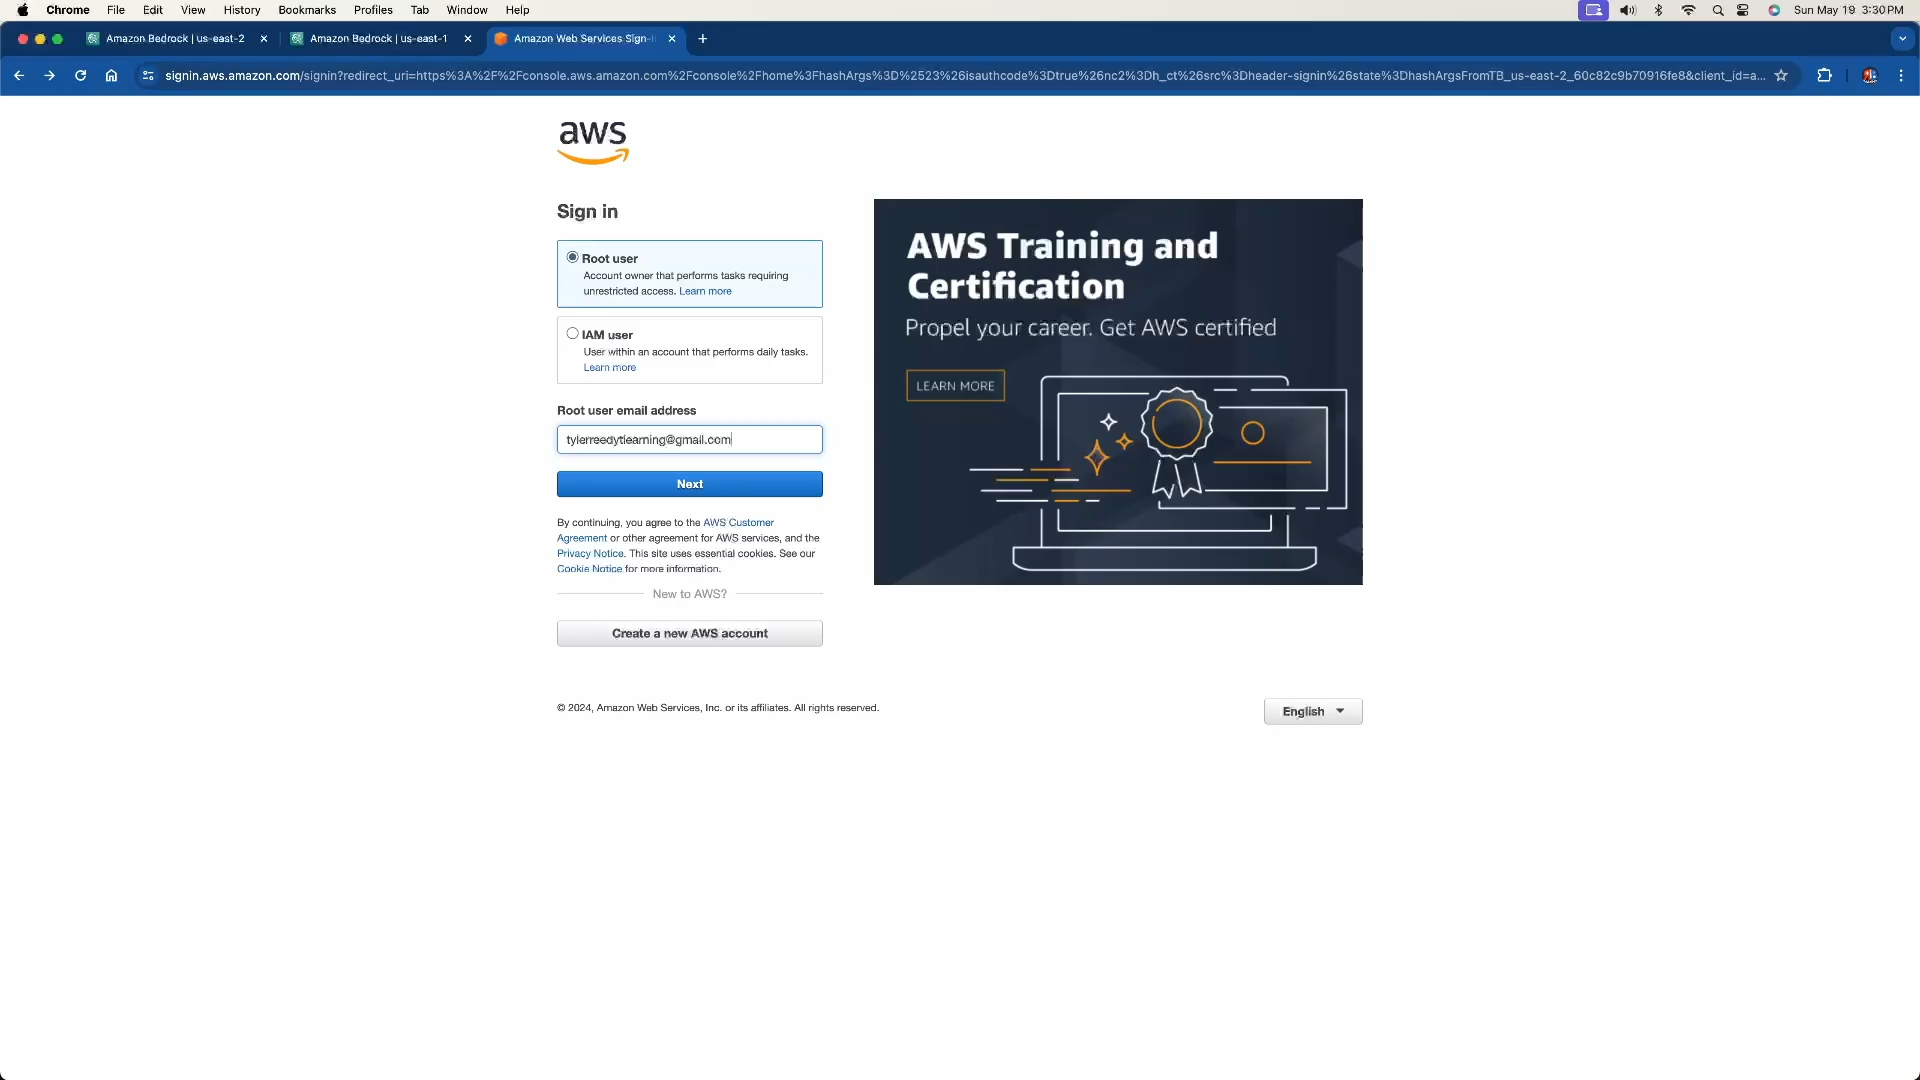 Chrome File Edit View History Bookmarks Profiles Tab Window Help Sun May 19 3:30 PM
Amazon Bedrock | us-east-2 Amazon Bedrock | us-east-1 Amazon Web Services Sign-
signin.aws.amazon.com/signin?redirect_uri=https%3A%2F%2Fconsole.aws.amazon.com%2Fconsole%2Fhome%3FhashArgs%3D%2523%26isauthcode%3Dtrue%26nc2%3Dh_ct%26src%3Dheader-signin%26state%3DhashArgsFromTB_us-east-2_60c82c9b70916fe8&client_id=a...
aws
Sign in
Root user
Account owner that performs tasks requiring
unrestricted access. Learn more
IAM user
User within an account that performs daily tasks.
Learn more
Root user email address
tylerreedytlearning@gmail.com
Next
By continuing, you agree to the AWS Customer
Agreement or other agreement for AWS services, and the
Privacy Notice. This site uses essential cookies. See our
Cookie Notice for more information.
New to AWS?
Create a new AWS account
AWS Training and
Certification
Propel your career. Get AWS certified
LEARN MORE
© 2024, Amazon Web Services, Inc. or its affiliates. All rights reserved.
English